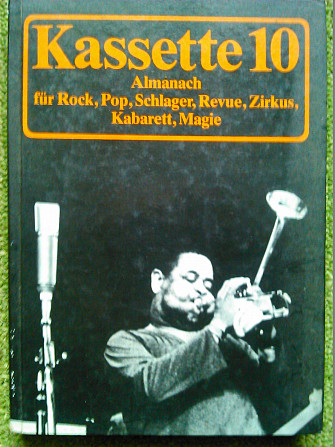 Kassette 10
Almanach
für Rock, Pop, Schlager, Revue, Zirkus,
Kabarett, Magie